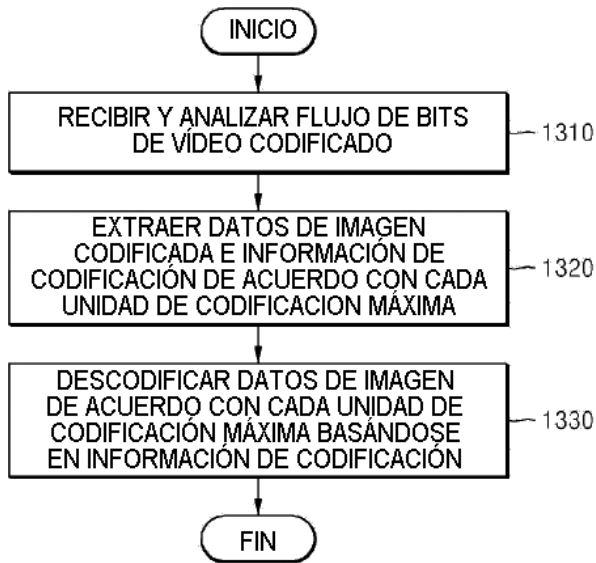 INICIO
RECIBIR Y ANALIZAR FLUJO DE BITS
DE VÍDEO CODIFICADO
1310
EXTRAER DATOS DE IMAGEN
CODIFICADA E INFORMACIÓN DE
CODIFICACIÓN DE ACUERDO CON CADA
UNIDAD DE CODIFICACION MÁXIMA
1320
DESCODIFICAR DATOS DE IMAGEN
DE ACUERDO CON CADA UNIDAD DE
CODIFICACIÓN MÁXIMA BASÁNDOSE
EN INFORMACIÓN DE CODIFICACIÓN
1330
FIN